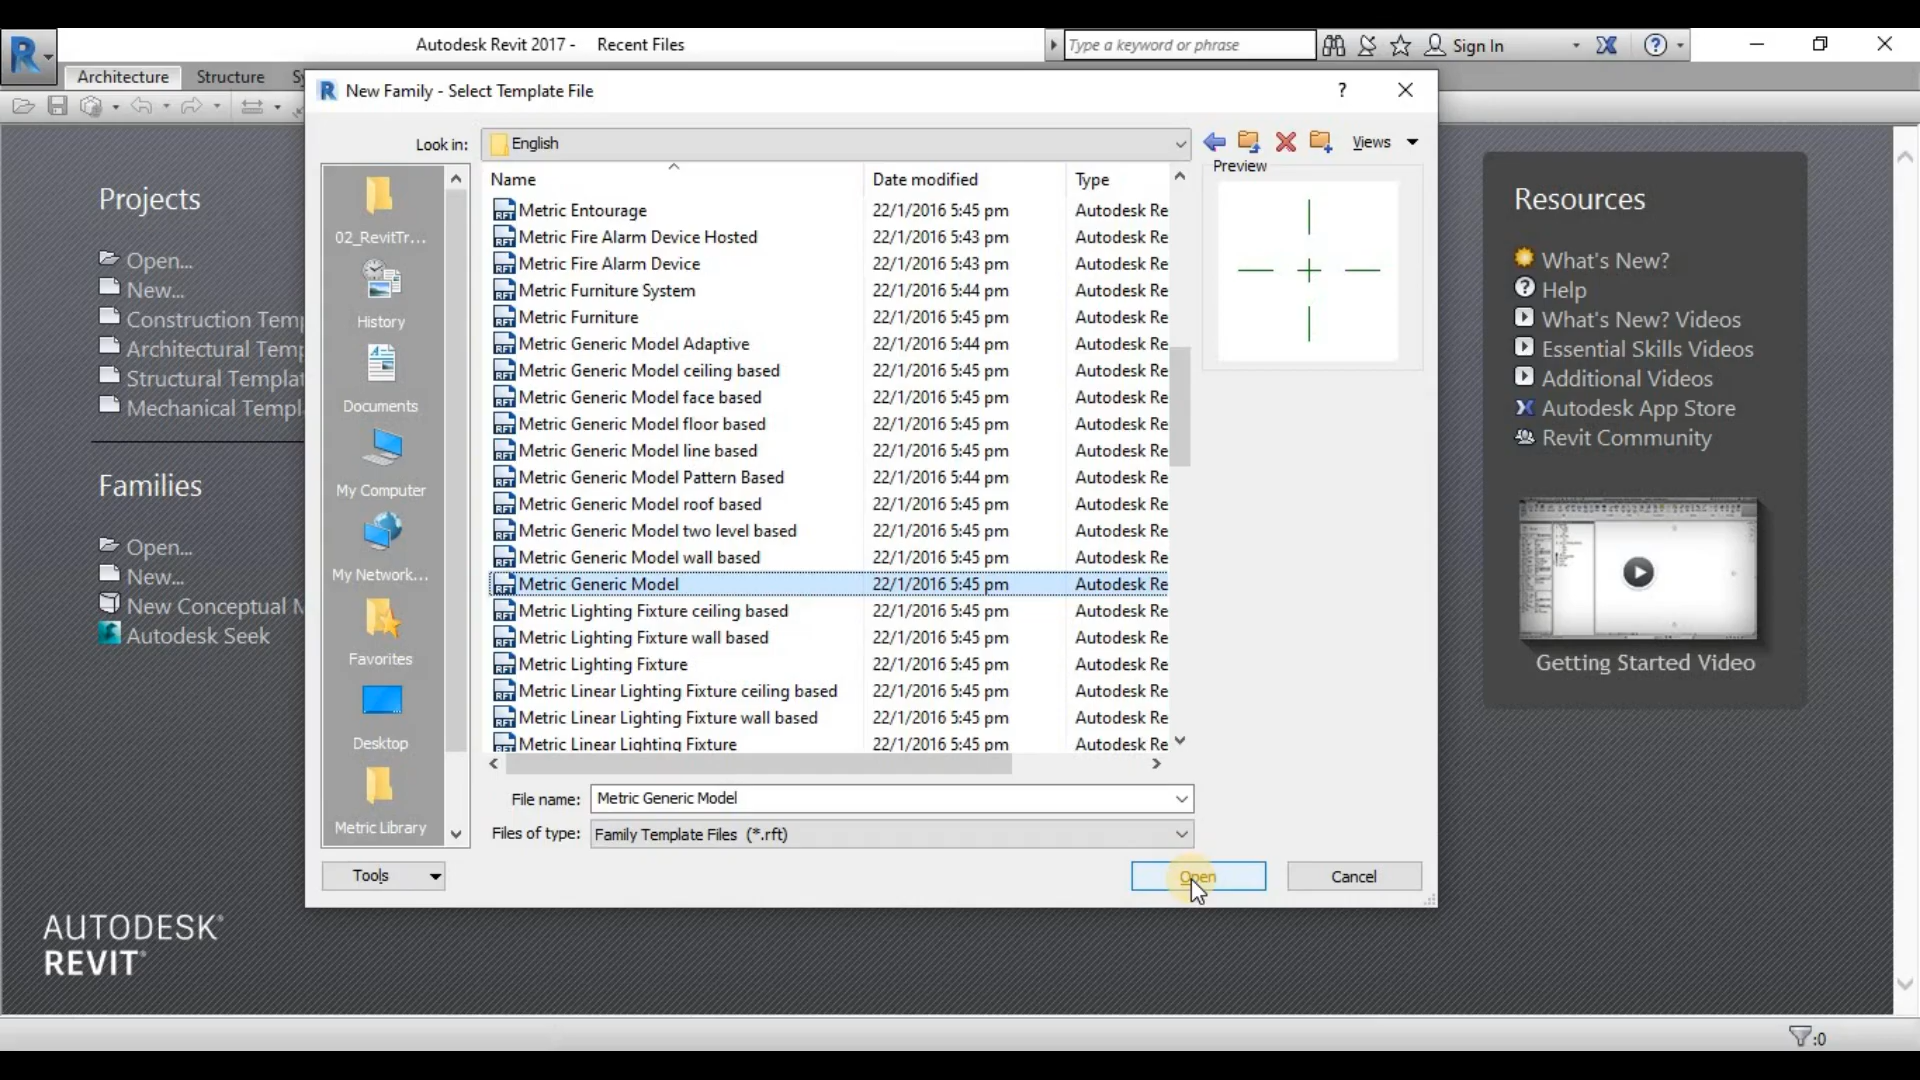 Autodesk Revit 2017 - Recent Files
Type a keyword or phrase
Sign In
Architecture Structure
New Family - Select Template File
Look in: English
Views
Preview
Name Date modified Type
Metric Entourage 22/1/2016 5:45 pm Autodesk Re
Metric Fire Alarm Device Hosted 22/1/2016 5:43 pm Autodesk Re
Metric Fire Alarm Device 22/1/2016 5:43 pm Autodesk Re
Metric Furniture System 22/1/2016 5:44 pm Autodesk Re
Metric Furniture 22/1/2016 5:45 pm Autodesk Re
Metric Generic Model Adaptive 22/1/2016 5:44 pm Autodesk Re
Metric Generic Model ceiling based 22/1/2016 5:45 pm Autodesk Re
Metric Generic Model face based 22/1/2016 5:45 pm Autodesk Re
Metric Generic Model floor based 22/1/2016 5:45 pm Autodesk Re
Metric Generic Model line based 22/1/2016 5:45 pm Autodesk Re
Metric Generic Model Pattern Based 22/1/2016 5:44 pm Autodesk Re
Metric Generic Model roof based 22/1/2016 5:45 pm Autodesk Re
Metric Generic Model two level based 22/1/2016 5:45 pm Autodesk Re
Metric Generic Model wall based 22/1/2016 5:45 pm Autodesk Re
Metric Generic Model 22/1/2016 5:45 pm Autodesk Re
Metric Lighting Fixture ceiling based 22/1/2016 5:45 pm Autodesk Re
Metric Lighting Fixture wall based 22/1/2016 5:45 pm Autodesk Re
Metric Lighting Fixture 22/1/2016 5:45 pm Autodesk Re
Metric Linear Lighting Fixture ceiling based 22/1/2016 5:45 pm Autodesk Re
Metric Linear Lighting Fixture wall based 22/1/2016 5:45 pm Autodesk Re
Metric Linear Lighting Fixture 22/1/2016 5:45 pm Autodesk Re
02_RevitTr...
History
Documents
My Computer
My Network...
Favorites
Desktop
Metric Library
File name: Metric Generic Model
Files of type: Family Template Files (*.rft)
Tools
Open
Cancel
Projects
Open...
New...
Construction Temp
Architectural Temp
Structural Templat
Mechanical Templ
Families
Open...
New...
New Conceptual M
Autodesk Seek
AUTODESK®
REVIT®
Resources
What's New?
Help
What's New? Videos
Essential Skills Videos
Additional Videos
Autodesk App Store
Revit Community
Getting Started Video
:0